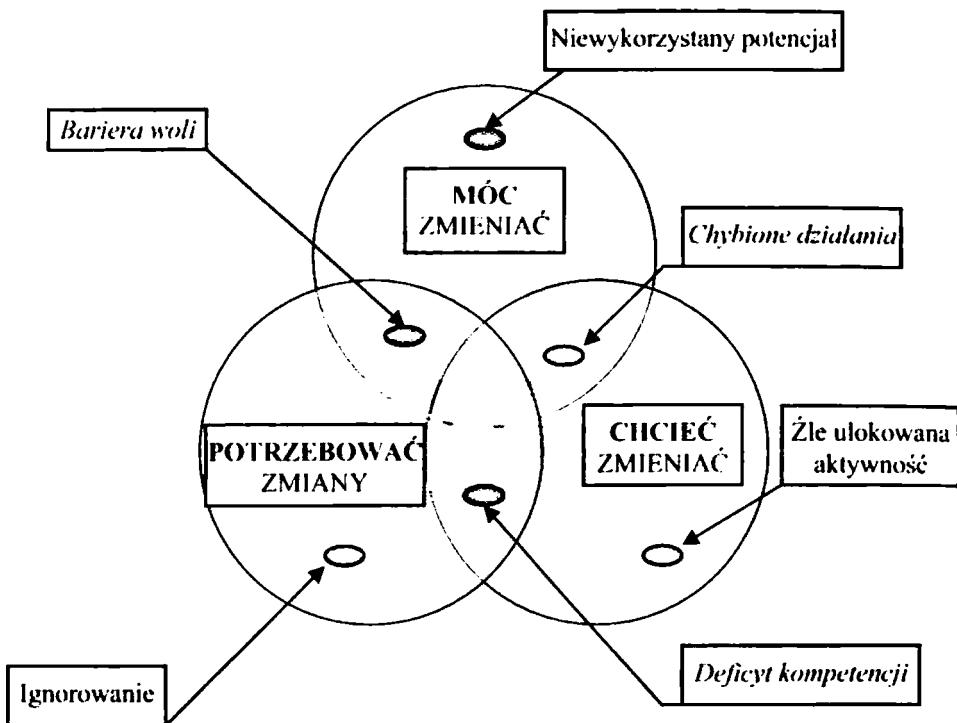 Niewykorzystany potencjał
Bariera woli
MÓC
ZMIENIAĆ
Chybione działania
POTRZEBOWAĆ
ZMIANY
CHCIEĆ
ZMIENIAĆ
Źle ulokowana
aktywność
Ignorowanie
Deficyt kompetencji